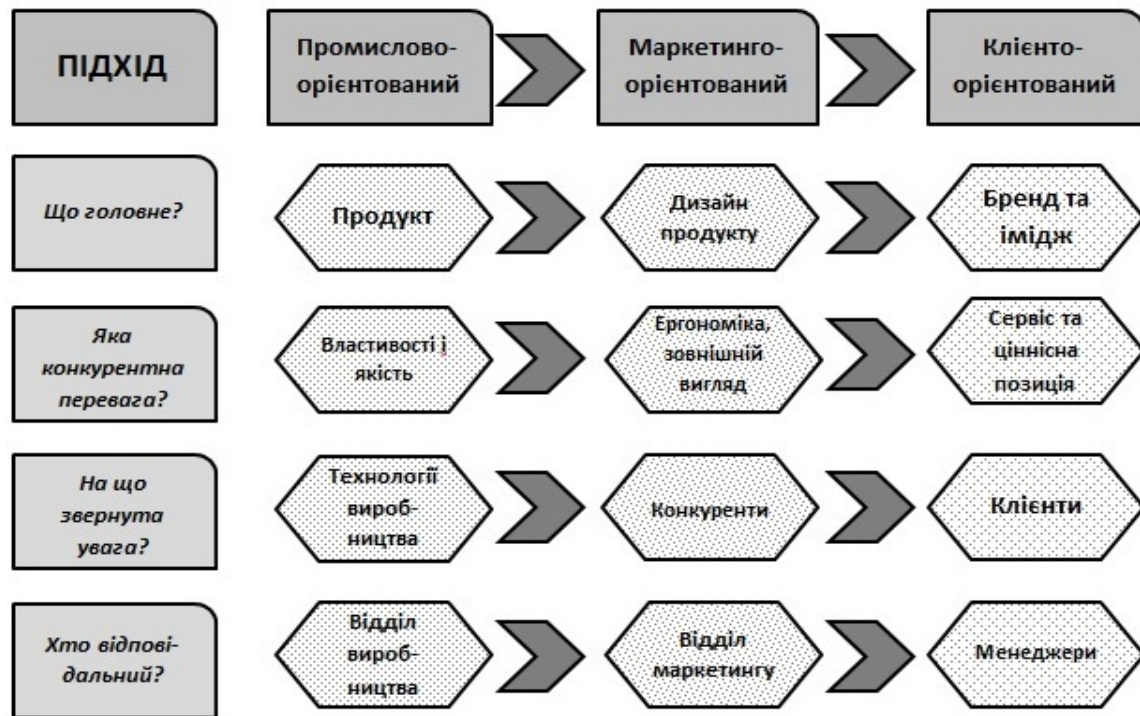 ПІДХІД
Промислово-
орієнтований
Маркетинго-
орієнтований
Клієнто-
орієнтований
Що головне?
Продукт
Дизайн
продукту
Бренд та
імідж
Яка
конкурентна
перевага?
Властивості і
якість
Ергономіка,
зовнішній
вигляд
Сервіс та
ціннісна
позиція
На що
звернута
увага?
Технології
вироб-
ництва
Конкуренти
Клієнти
Хто відпові-
дальний?
Відділ
вироб-
ництва
Відділ
маркетингу
Менеджери